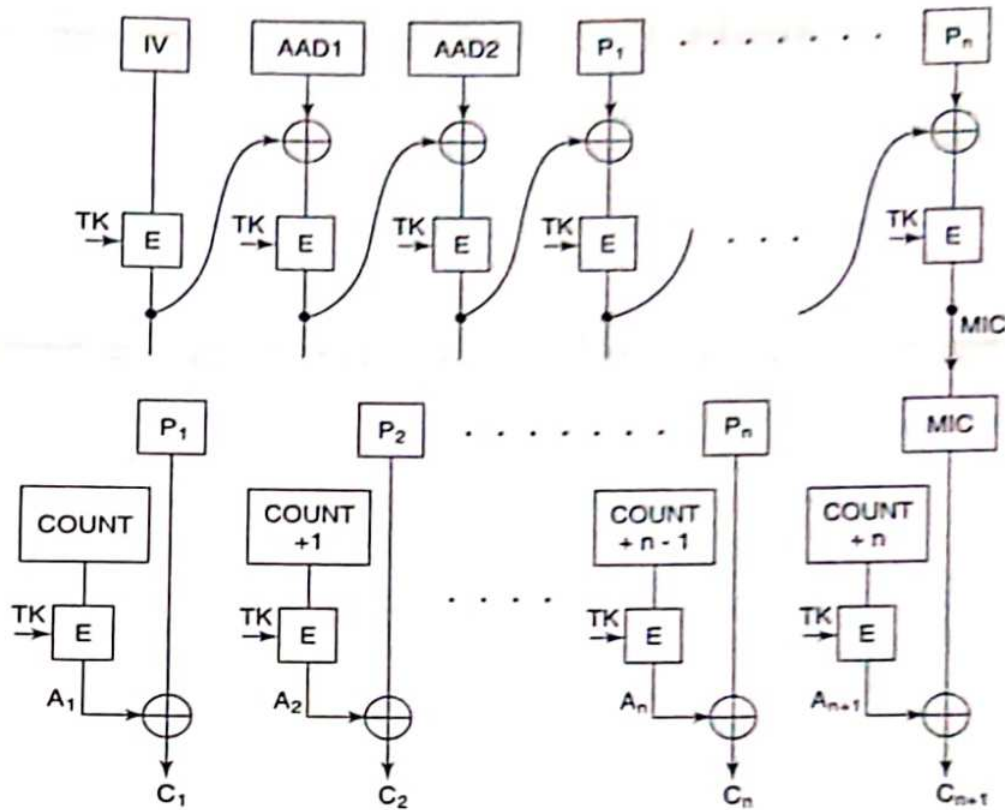 IV AAD1 AAD2 P₁ . . . . . . . Pₙ
TK E TK E TK E TK E . . . TK E
MIC
P₁ P₂ . . . . . . . Pₙ MIC
COUNT COUNT +1 COUNT + n - 1 COUNT + n
TK E TK E . . . . TK E TK E
A₁ A₂ Aₙ Aₙ₊₁
C₁ C₂ Cₙ Cₙ₊₁